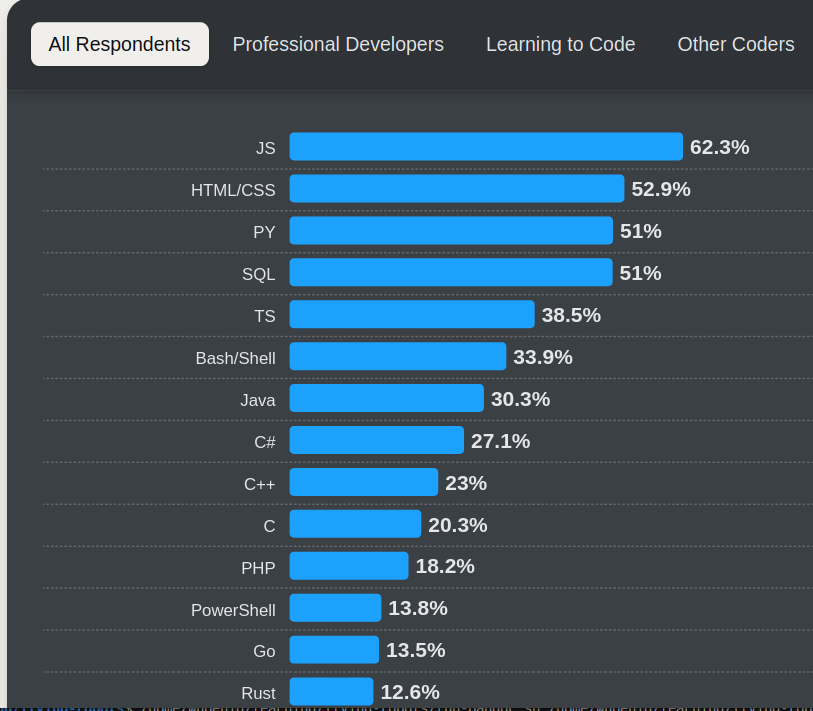 All Respondents Professional Developers Learning to Code Other Coders
JS 62.3%
HTML/CSS 52.9%
PY 51%
SQL 51%
TS 38.5%
Bash/Shell 33.9%
Java 30.3%
C# 27.1%
C++ 23%
C 20.3%
PHP 18.2%
PowerShell 13.8%
Go 13.5%
Rust 12.6%